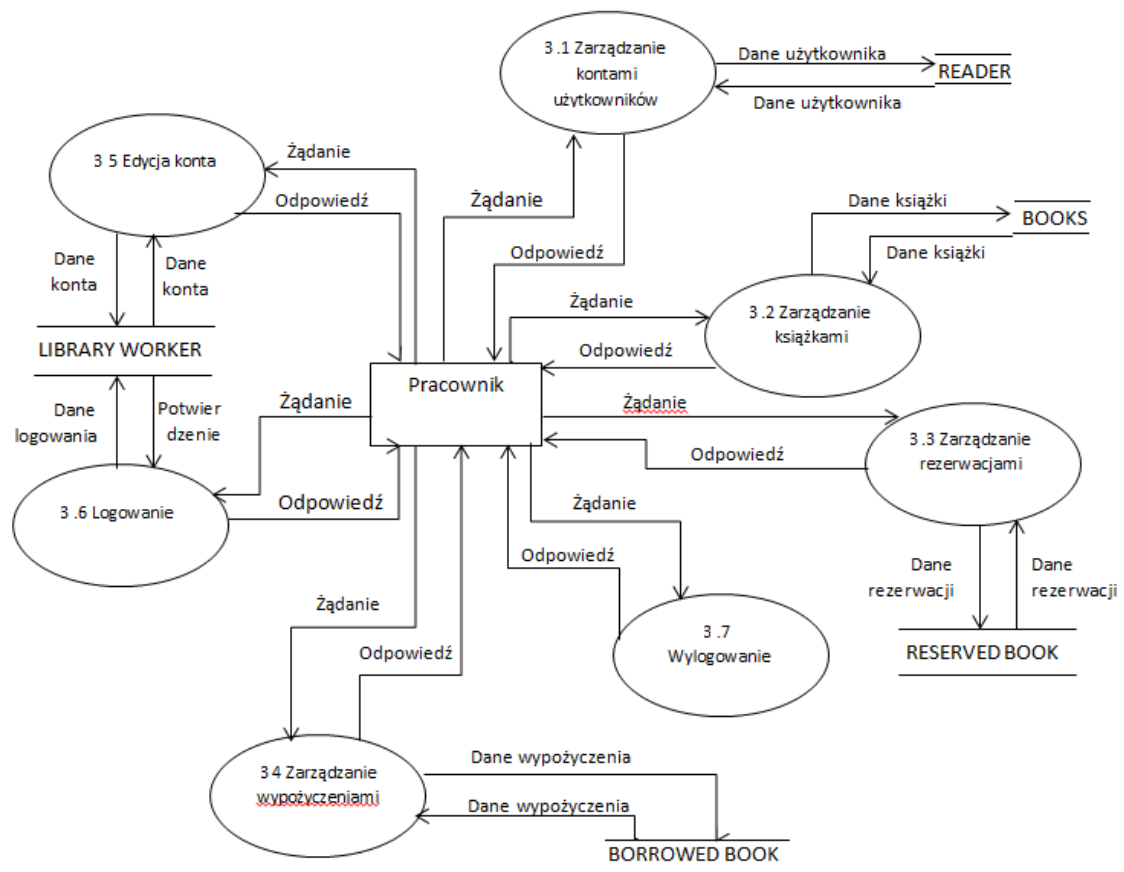 3 .1 Zarządzanie
kontami
użytkowników
Dane użytkownika
READER
Dane użytkownika
3 5 Edycja konta
Żądanie
Odpowiedź
Żądanie
Odpowiedź
Dane książki
BOOKS
Dane książki
Dane
konta
Dane
konta
Żądanie
3 .2 Zarządzanie
książkami
Odpowiedź
LIBRARY WORKER
Pracownik
Dane
logowania
Potwier
dzenie
Żądanie
Żądanie
3 .3 Zarządzanie
rezerwacjami
Odpowiedź
3 .6 Logowanie
Odpowiedź
Żądanie
Odpowiedź
Dane
rezerwacji
Dane
rezerwacji
Żądanie
Odpowiedź
3 .7
Wylogowanie
RESERVED BOOK
3 4 Zarządzanie
wypożyczeniami
Dane wypożyczenia
Dane wypożyczenia
BORROWED BOOK